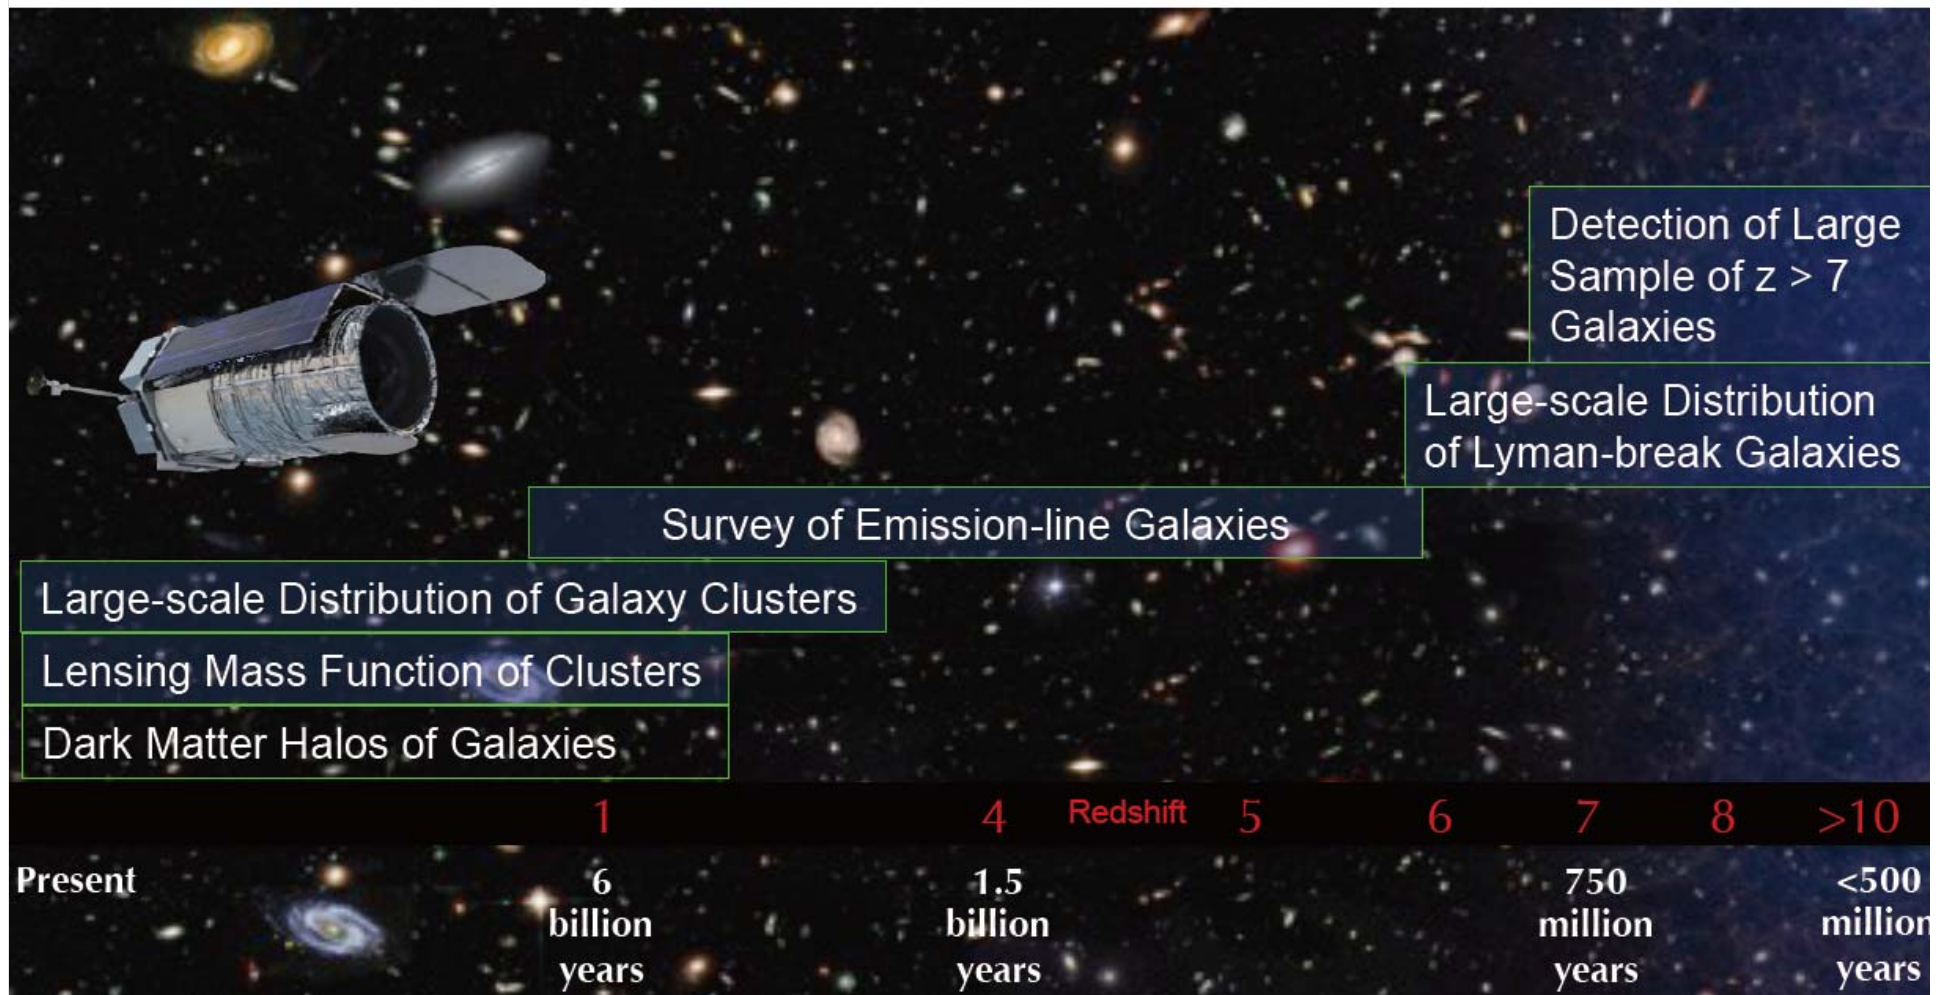 Detection of Large
Sample of z > 7
Galaxies
Large-scale Distribution
of Lyman-break Galaxies
Survey of Emission-line Galaxies
Large-scale Distribution of Galaxy Clusters
Lensing Mass Function of Clusters
Dark Matter Halos of Galaxies
1 4 Redshift 5 6 7 8 >10
Present
6
billion
years
1.5
billion
years
750
million
years
<500
million
years